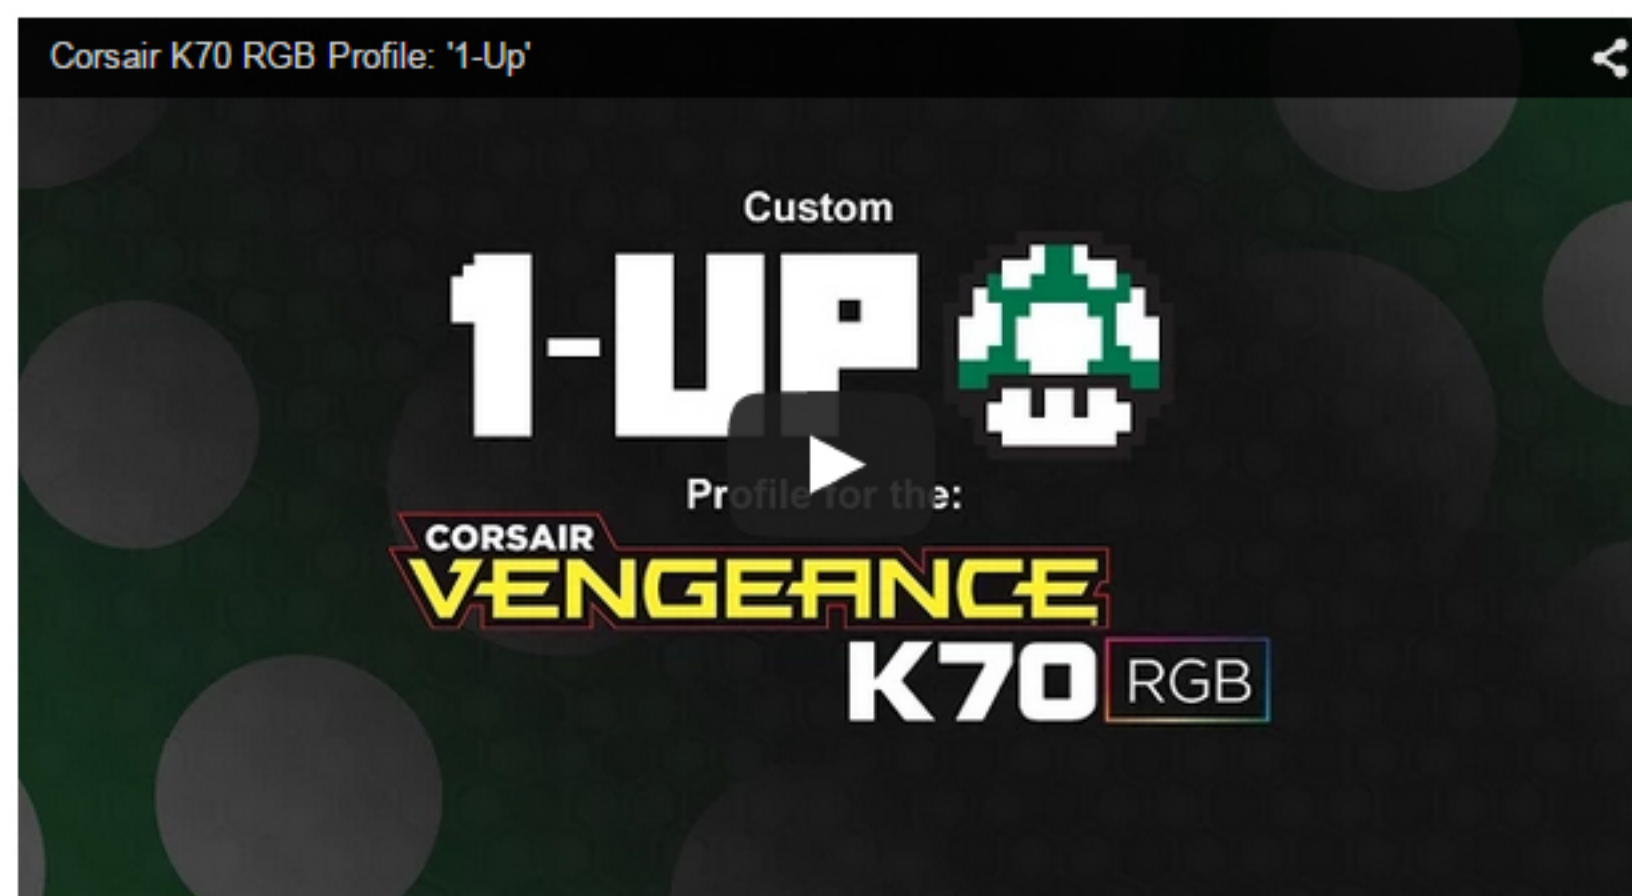 Corsair K70 RGB Profile: '1-Up'
Custom
1-UP
Profile for the:
CORSAIR
VENGEANCE
K70 RGB